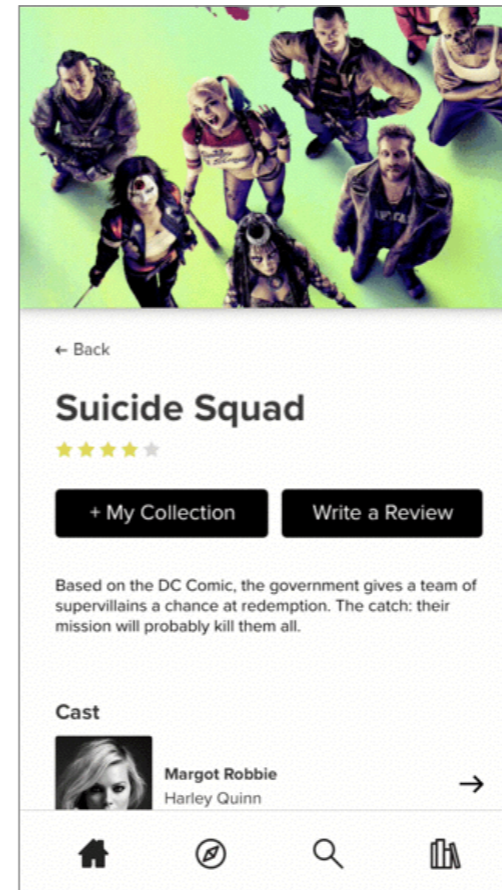 ← Back
Suicide Squad
+ My Collection
Write a Review
Based on the DC Comic, the government gives a team of
supervillains a chance at redemption. The catch: their
mission will probably kill them all.
Cast
Margot Robbie
Harley Quinn
→